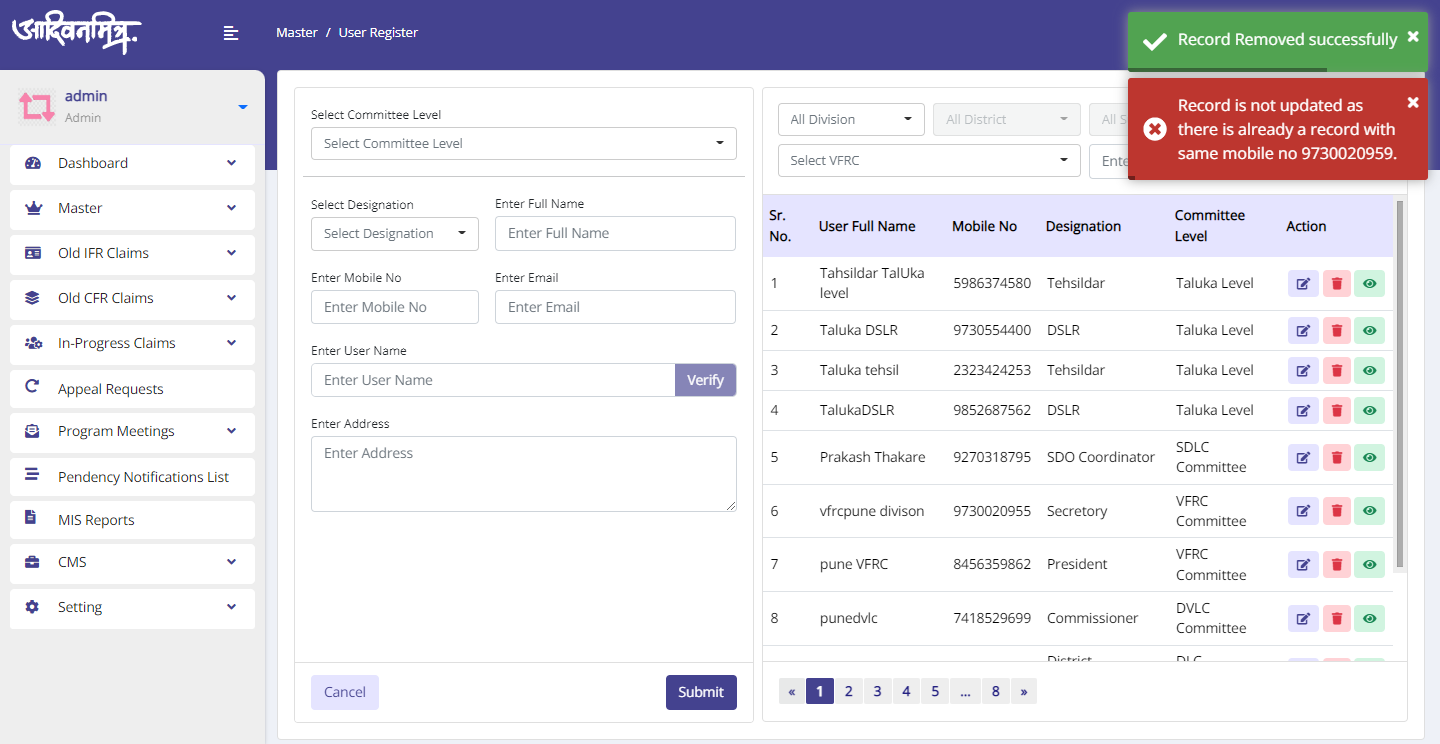 आदिवनमित्र
Master / User Register
Record Removed successfully
Record is not updated as
there is already a record with
same mobile no 9730020959.
admin
Admin
Dashboard
Master
Old IFR Claims
Old CFR Claims
In-Progress Claims
Appeal Requests
Program Meetings
Pendency Notifications List
MIS Reports
CMS
Setting
Select Committee Level
Select Committee Level
Select Designation
Enter Full Name
Select Designation
Enter Full Name
Enter Mobile No
Enter Email
Enter Mobile No
Enter Email
Enter User Name
Enter User Name
Verify
Enter Address
Enter Address
Cancel
Submit
All Division
All District
All S
Select VFRC
Ente
Sr. No.
User Full Name
Mobile No
Designation
Committee Level
Action
1 Tahsildar TalUka level 5986374580 Tehsildar Taluka Level
2 Taluka DSLR 9730554400 DSLR Taluka Level
3 Taluka tehsil 2323424253 Tehsildar Taluka Level
4 TalukaDSLR 9852687562 DSLR Taluka Level
5 Prakash Thakare 9270318795 SDO Coordinator SDLC Committee
6 vfrcpune divison 9730020955 Secretory VFRC Committee
7 pune VFRC 8456359862 President VFRC Committee
8 punedvlc 7418529699 Commissioner DVLC Committee
District DLC
« 1 2 3 4 5 ... 8 »